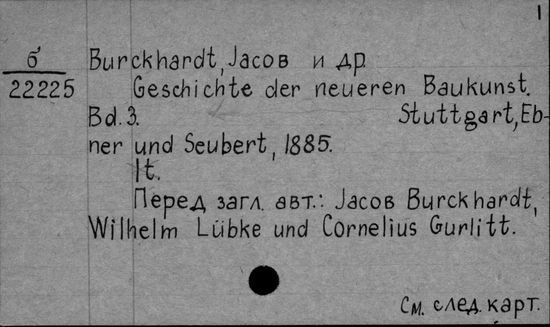 1
б
22225
Burckhardt, Jacob и др
Geschichte der neueren Baukunst.
Bd. 3. Stuttgart, Eb-
ner und Seubert, 1885.
1t.
Перед загл. авт.: Jacob Burckhardt,
Wilhelm Lübke und Cornelius Gurlitt.
См. след. карт.